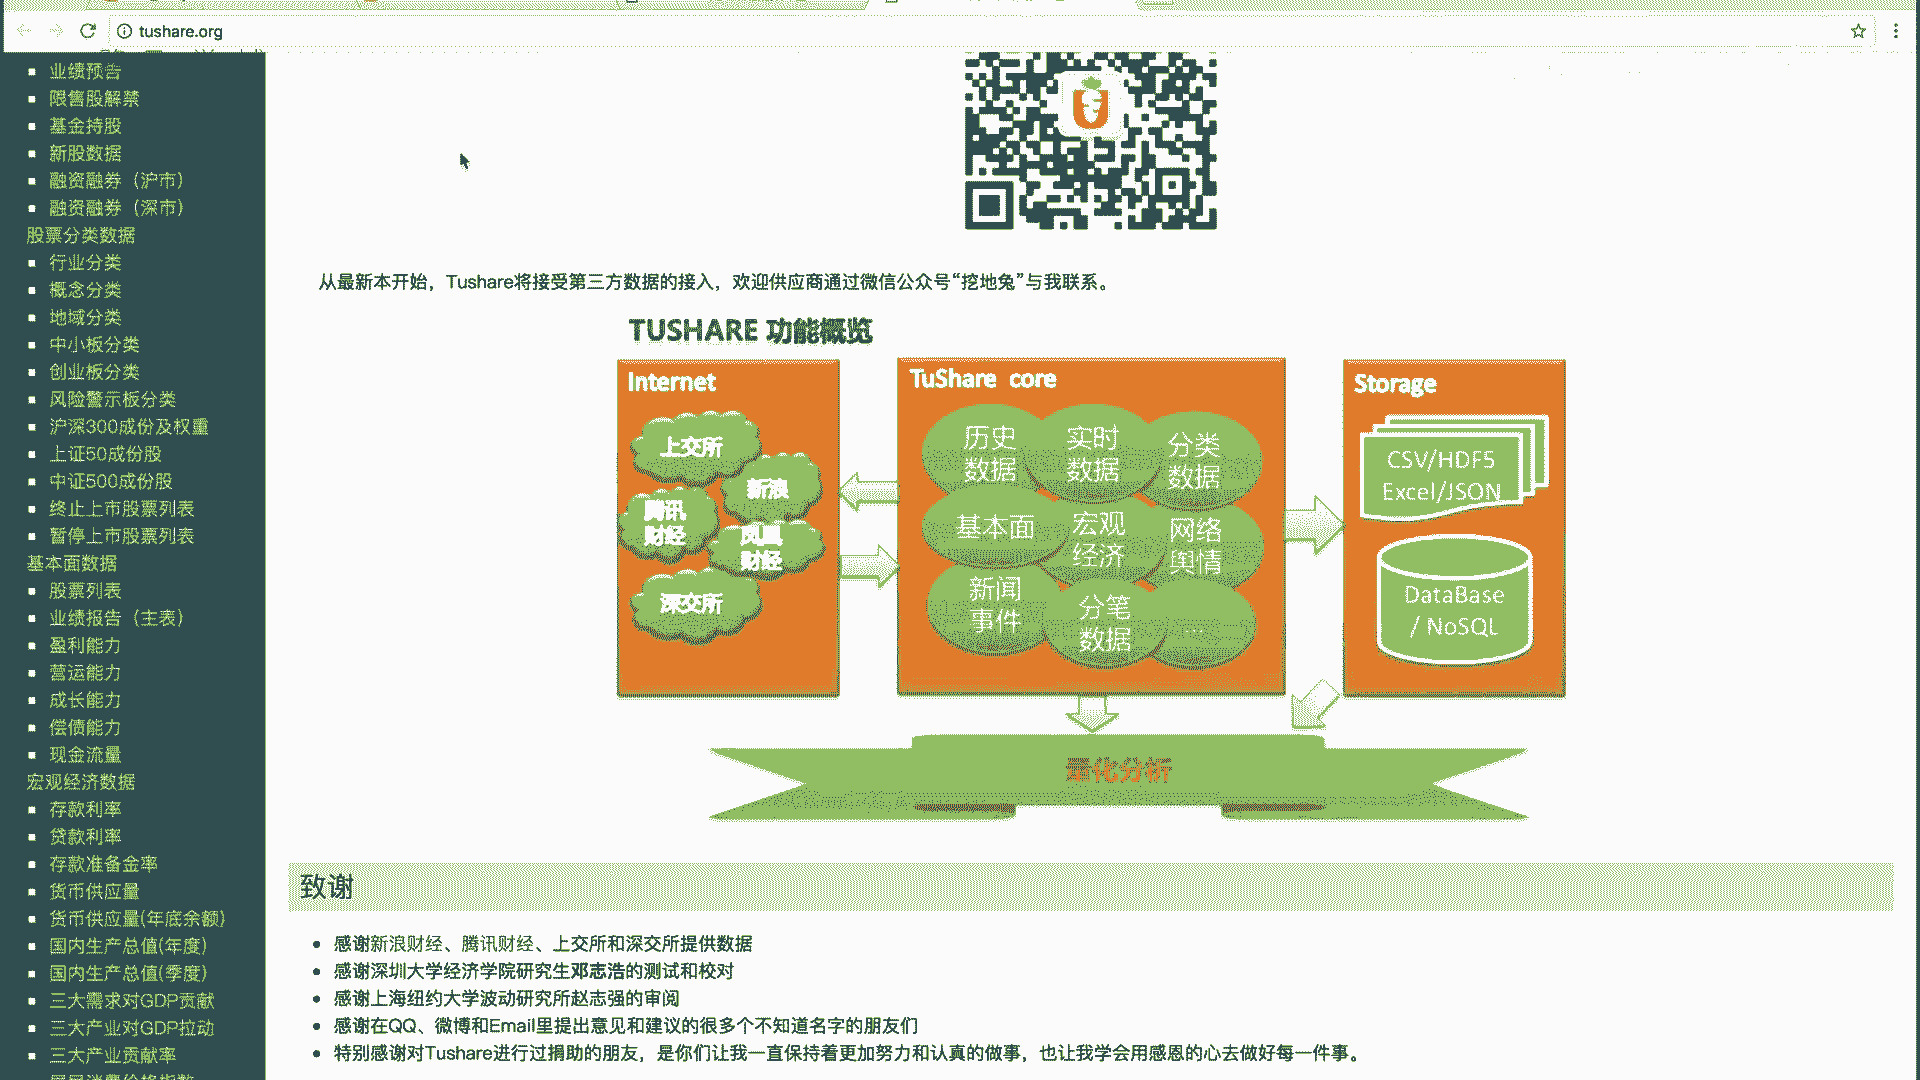 tushare.org
业绩预告
限售股解禁
基金持股
新股数据
融资融券（沪市）
融资融券（深市）
股票分类数据
行业分类
概念分类
地域分类
中小板分类
创业板分类
风险警示板分类
沪深300成份及权重
上证50成份股
中证500成份股
终止上市股票列表
暂停上市股票列表
基本面数据
股票列表
业绩报告（主表）
盈利能力
营运能力
成长能力
偿债能力
现金流量
宏观经济数据
存款利率
贷款利率
存款准备金率
货币供应量
货币供应量(年底余额)
国内生产总值(年度)
国内生产总值(季度)
三大需求对GDP贡献
三大产业对GDP拉动
三大产业贡献率
从最新本开始，Tushare将接受第三方数据的接入，欢迎供应商通过微信公众号“挖地兔”与我联系。
TUSHARE 功能概览
Internet
上交所
新浪
腾讯
财经
凤凰
财经
深交所
TuShare core
历史
数据
实时
数据
分类
数据
基本面
宏观
经济
网络
舆情
新闻
事件
分笔
数据
...
Storage
CSV/HDF5
Excel/JSON
DataBase
/ NoSQL
量化分析
致谢
感谢新浪财经、腾讯财经、上交所和深交所提供数据
感谢深圳大学经济学院研究生邓志浩的测试和校对
感谢上海纽约大学波动研究所赵志强的审阅
感谢在QQ、微博和Email里提出意见和建议的很多个不知道名字的朋友们
特别感谢对Tushare进行过捐助的朋友，是你们让我一直保持着更加努力和认真的做事，也让我学会用感恩的心去做好每一件事。